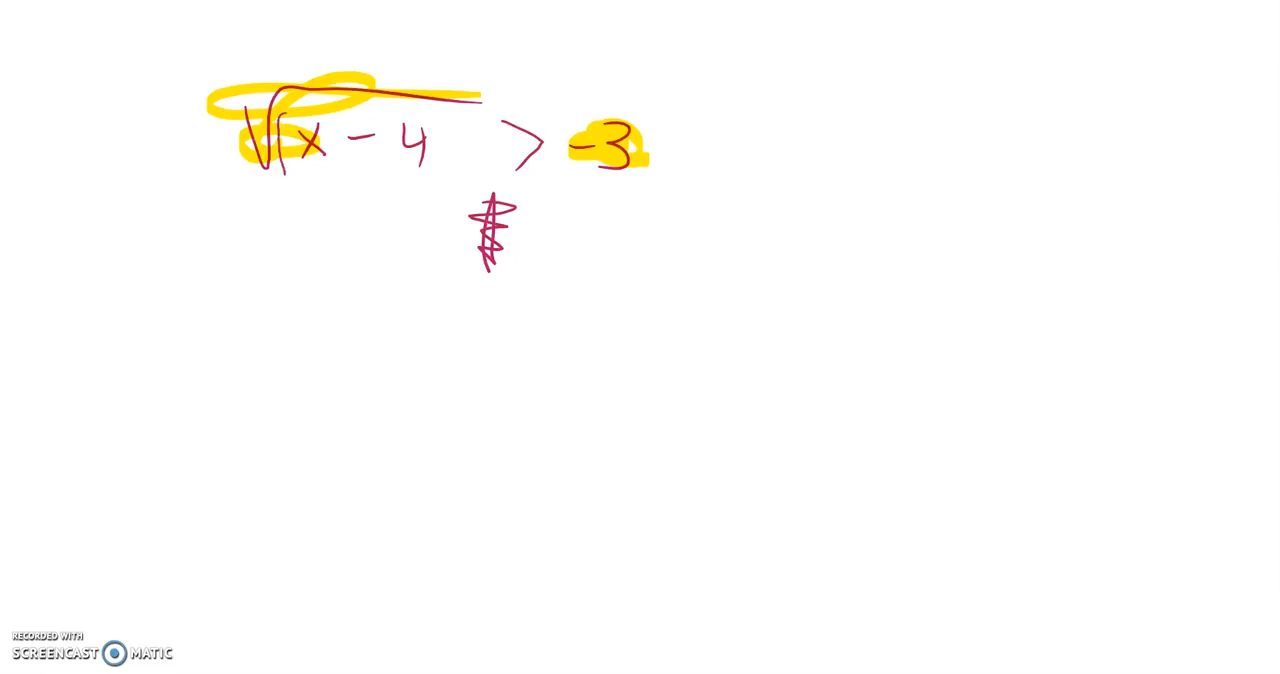 √(x - 4 > -3
RECORDED WITH
SCREENCAST MATIC